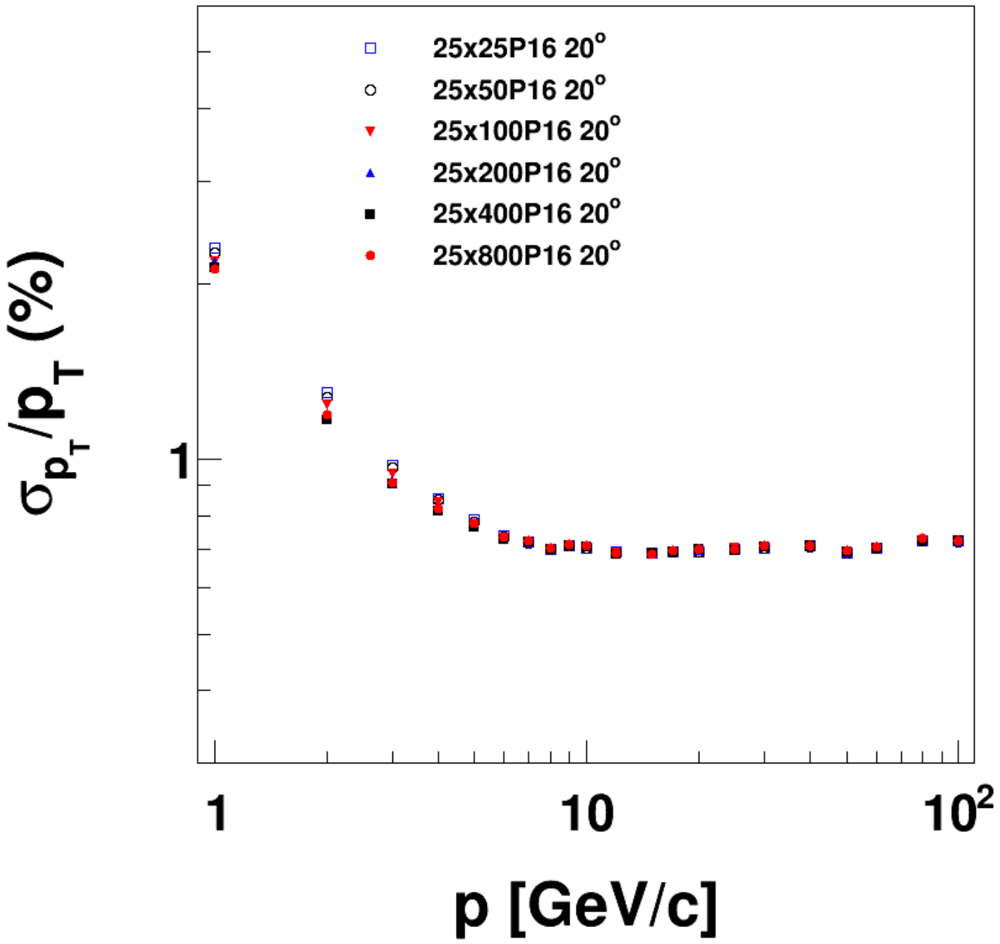 25x25P16 20°
25x50P16 20°
25x100P16 20°
25x200P16 20°
25x400P16 20°
25x800P16 20°
σpT/pT (%)
1
1 10 10²
p [GeV/c]